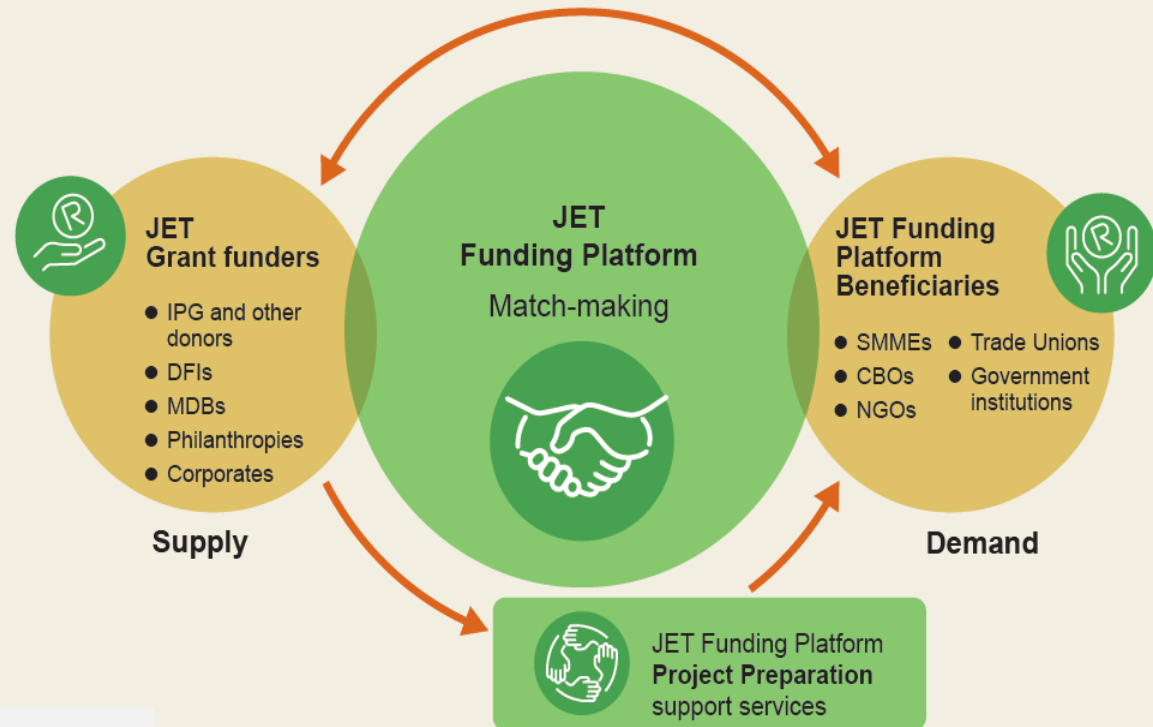 JET
Grant funders
● IPG and other
donors
● DFIs
● MDBs
● Philanthropies
● Corporates
Supply
JET
Funding Platform
Match-making
JET Funding
Platform
Beneficiaries
● SMMEs
● CBOs
● NGOs
● Trade Unions
● Government
institutions
Demand
JET Funding Platform
Project Preparation
support services
R
R